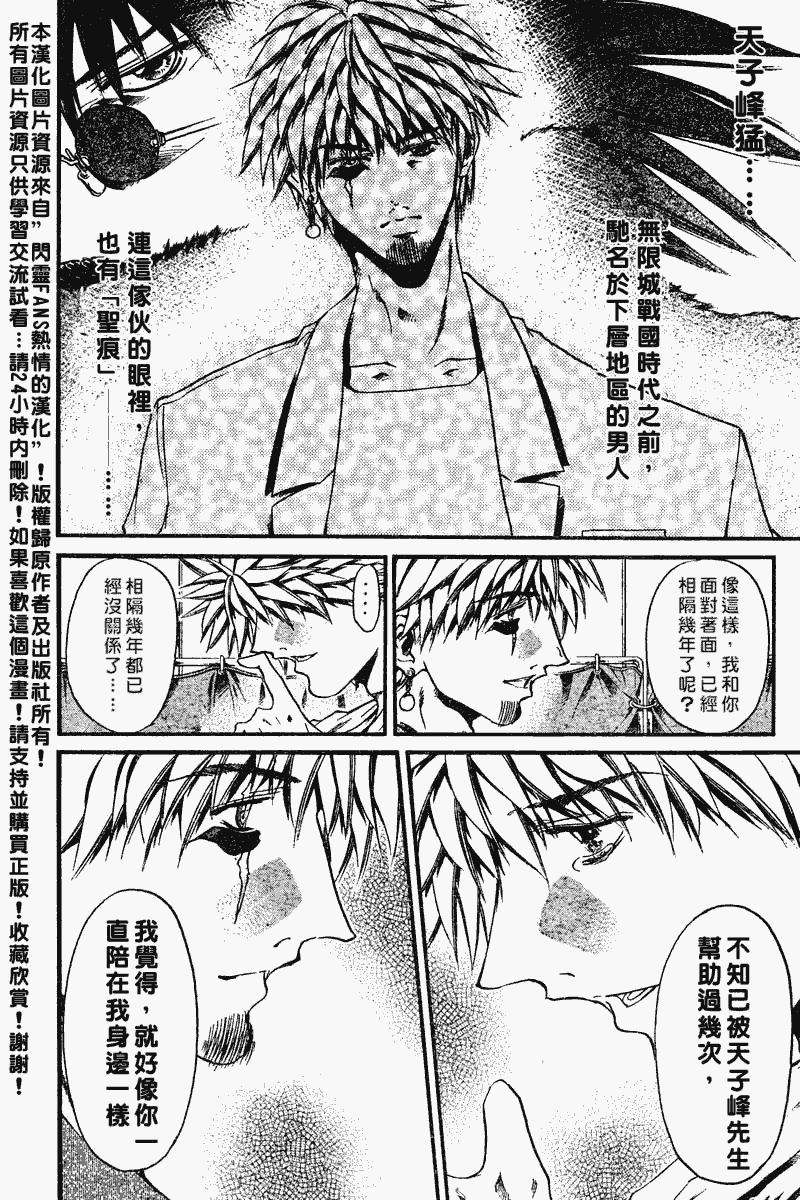 天子峰猛……
無限城戰國時代之前，
馳名於下層地區的男人
連這傢伙的眼裡，
也有「聖痕」——……
像這樣，我和你
面對著面，已經
相隔幾年了呢？
‥‥
相隔幾年都已
經沒關係了……
不知已被天子峰先生
幫助過幾次，
我覺得，就好像你一
直陪在我身邊一樣
本漢化圖片資源來自”閃靈FANS熱情的漢化”！版權歸原作者及出版社所有！
所有圖片資源只供學習交流試看…請24小時內刪除！如果喜歡這個漫畫！請支持並購買正版！收藏欣賞！謝謝！